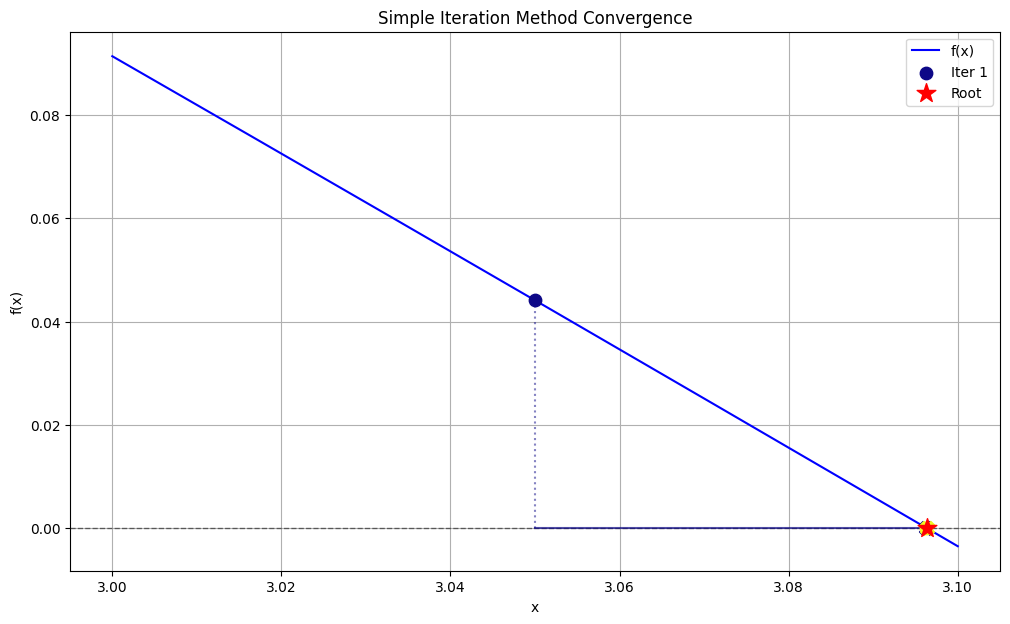 Simple Iteration Method Convergence
f(x)
Iter 1
Root
0.08
0.06
0.04
0.02
0.00
f(x)
3.00 3.02 3.04 3.06 3.08 3.10
x